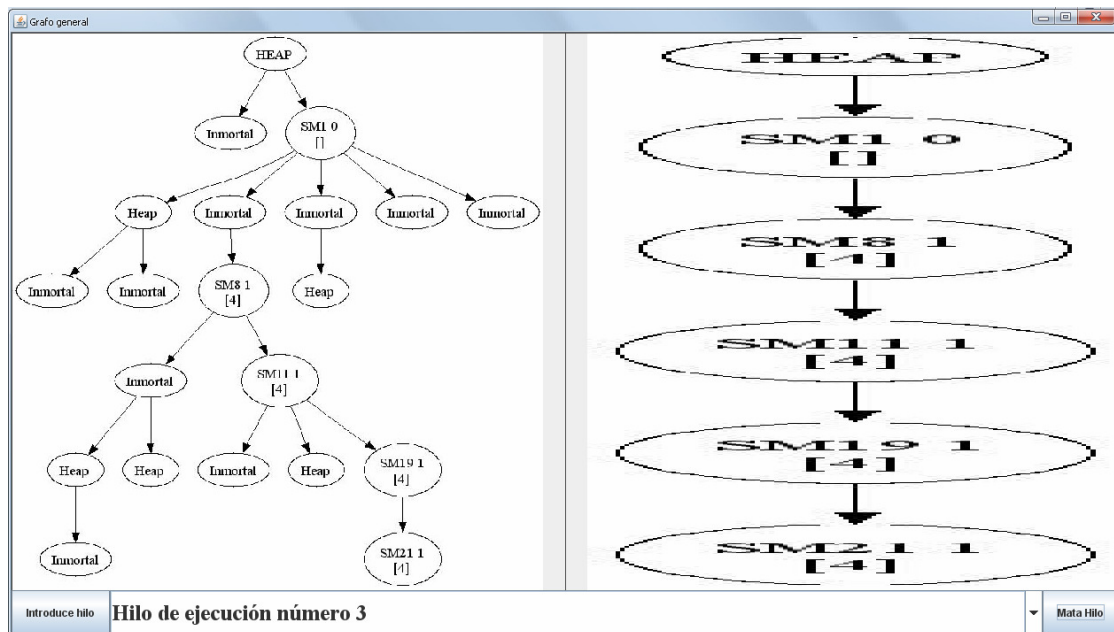 Grafo general
HEAP
Inmortal
SM1 0
[]
Heap
Inmortal
Inmortal
Inmortal
Inmortal
Inmortal
Inmortal
SM8 1
[4]
Heap
Inmortal
SM11 1
[4]
Heap
Heap
Inmortal
Heap
SM19 1
[4]
Inmortal
SM21 1
[4]
HEAP
SM1 0
[]
SM8 1
[4]
SM11 1
[4]
SM19 1
[4]
SM21 1
[4]
Introduce hilo
Hilo de ejecución número 3
Mata Hilo